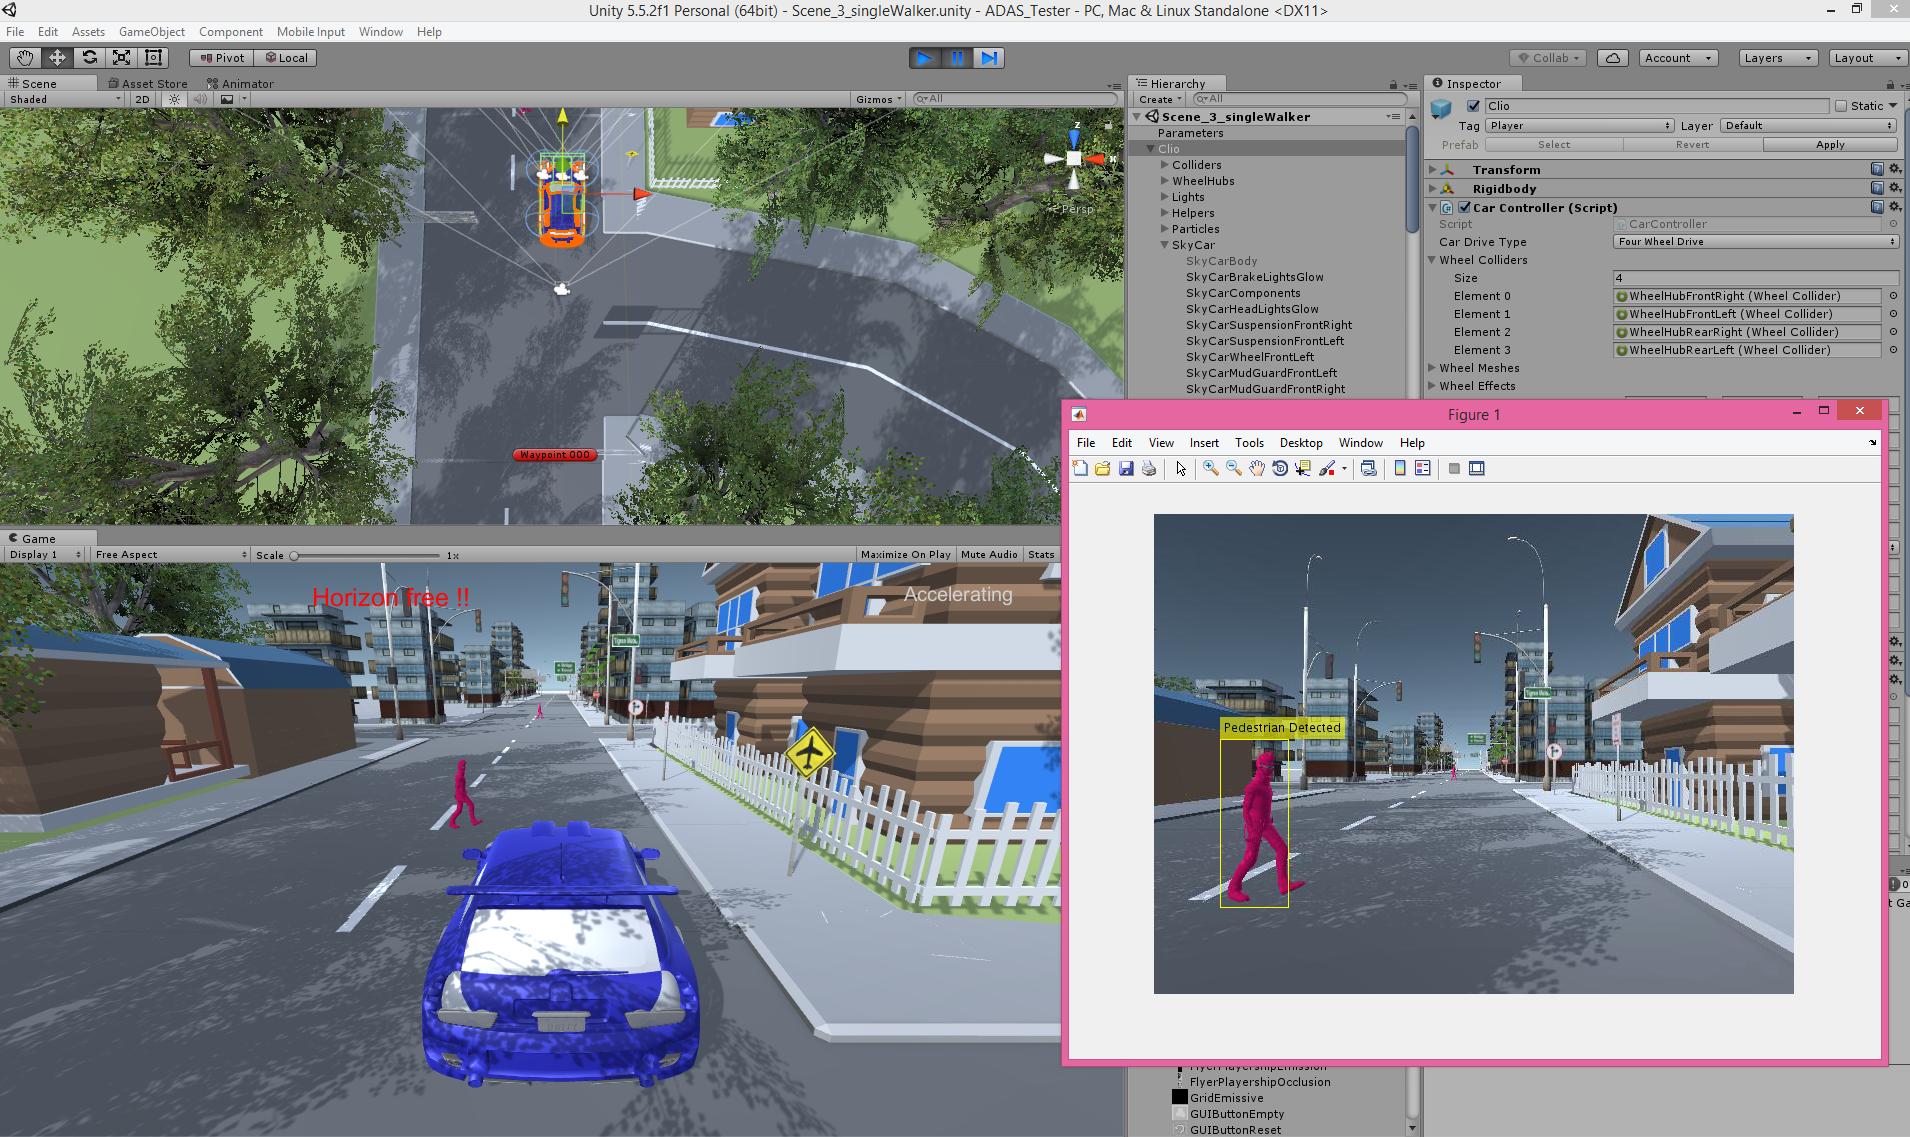 Unity 5.5.2f1 Personal (64bit) - Scene_3_singleWalker.unity - ADAS_Tester - PC, Mac & Linux Standalone <DX11>
File Edit Assets GameObject Component Mobile Input Window Help
Pivot Local Collab Account Layers Layout
Scene Asset Store Animator
Shaded 2D Gizmos All
Persp
z
x
Waypoint 000
Game
Display 1 Free Aspect Scale 1x Maximize On Play Mute Audio Stats
Horizon free !!
Accelerating
Hierarchy
Create All
Scene_3_singleWalker
Parameters
Clio
Colliders
WheelHubs
Lights
Helpers
Particles
SkyCar
SkyCarBody
SkyCarBrakeLightsGlow
SkyCarComponents
SkyCarHeadLightsGlow
SkyCarSuspensionFrontRight
SkyCarSuspensionFrontLeft
SkyCarWheelFrontLeft
SkyCarMudGuardFrontLeft
SkyCarMudGuardFrontRight
Inspector
Clio Static
Tag Player Layer Default
Prefab Select Revert Apply
Transform
Rigidbody
Car Controller (Script)
Script CarController
Car Drive Type Four Wheel Drive
Wheel Colliders
Size 4
Element 0 WheelHubFrontRight (Wheel Collider)
Element 1 WheelHubFrontLeft (Wheel Collider)
Element 2 WheelHubRearRight (Wheel Collider)
Element 3 WheelHubRearLeft (Wheel Collider)
Wheel Meshes
Wheel Effects
Figure 1
File Edit View Insert Tools Desktop Window Help
Pedestrian Detected
0
t Ga
FlyerPlayershipEmission
FlyerPlayershipOcclusion
GridEmissive
GUIButtonEmpty
GUIButtonReset